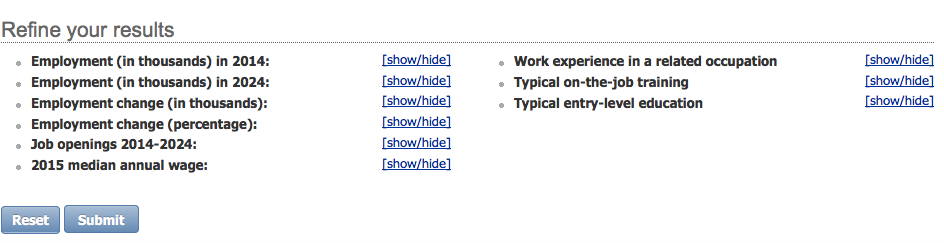 Refine your results
Employment (in thousands) in 2014: [show/hide]
Employment (in thousands) in 2024: [show/hide]
Employment change (in thousands): [show/hide]
Employment change (percentage): [show/hide]
Job openings 2014-2024: [show/hide]
2015 median annual wage: [show/hide]
Work experience in a related occupation [show/hide]
Typical on-the-job training [show/hide]
Typical entry-level education [show/hide]
Reset Submit